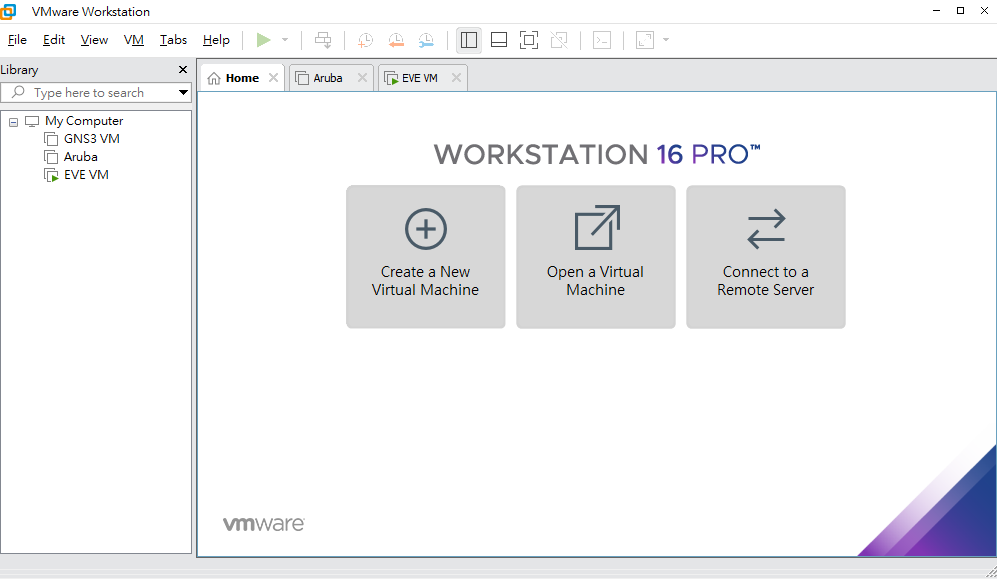 VMware Workstation
File Edit View VM Tabs Help
Library
Type here to search
My Computer
GNS3 VM
Aruba
EVE VM
Home Aruba EVE VM
WORKSTATION 16 PRO™
Create a New
Virtual Machine
Open a Virtual
Machine
Connect to a
Remote Server
vmware